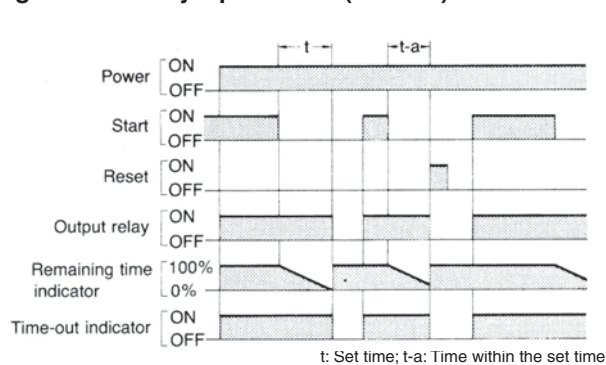 t
t-a
Power ON
OFF
Start ON
OFF
Reset ON
OFF
Output relay ON
OFF
Remaining time indicator 100%
0%
Time-out indicator ON
OFF
t: Set time; t-a: Time within the set time